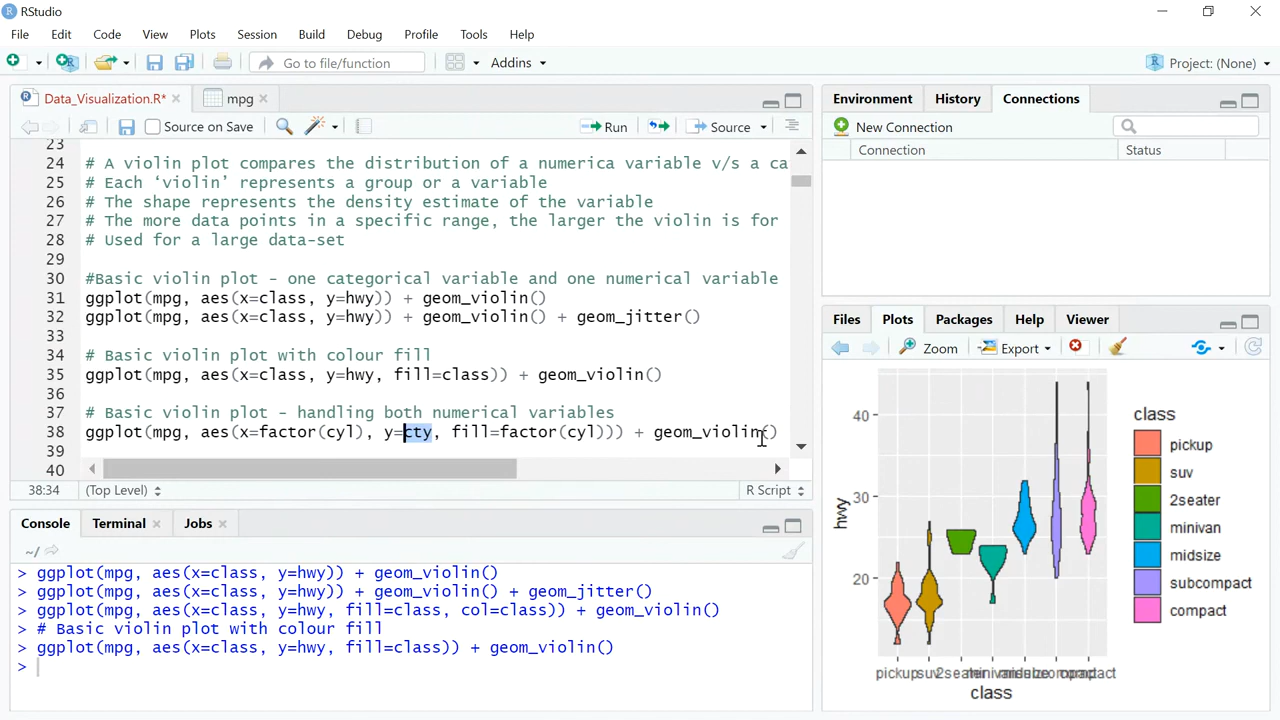 RStudio
File Edit Code View Plots Session Build Debug Profile Tools Help
Go to file/function Addins Project: (None)
Data_Visualization.R* mpg
Source on Save Run Source
23
24 # A violin plot compares the distribution of a numerica variable v/s a ca
25 # Each ‘violin’ represents a group or a variable
26 # The shape represents the density estimate of the variable
27 # The more data points in a specific range, the larger the violin is for
28 # Used for a large data-set
29
30 #Basic violin plot - one categorical variable and one numerical variable
31 ggplot(mpg, aes(x=class, y=hwy)) + geom_violin()
32 ggplot(mpg, aes(x=class, y=hwy)) + geom_violin() + geom_jitter()
33
34 # Basic violin plot with colour fill
35 ggplot(mpg, aes(x=class, y=hwy, fill=class)) + geom_violin()
36
37 # Basic violin plot - handling both numerical variables
38 ggplot(mpg, aes(x=factor(cyl), y=cty, fill=factor(cyl))) + geom_violin()
39
40
38:34 (Top Level) R Script
Console Terminal Jobs
~/
> ggplot(mpg, aes(x=class, y=hwy)) + geom_violin()
> ggplot(mpg, aes(x=class, y=hwy)) + geom_violin() + geom_jitter()
> ggplot(mpg, aes(x=class, y=hwy, fill=class, col=class)) + geom_violin()
> # Basic violin plot with colour fill
> ggplot(mpg, aes(x=class, y=hwy, fill=class)) + geom_violin()
>
Environment History Connections
New Connection
Connection Status
Files Plots Packages Help Viewer
Zoom Export
40
30
20
hwy
pickup suv 2seater minivan midsize subcompact compact
class
class
pickup
suv
2seater
minivan
midsize
subcompact
compact